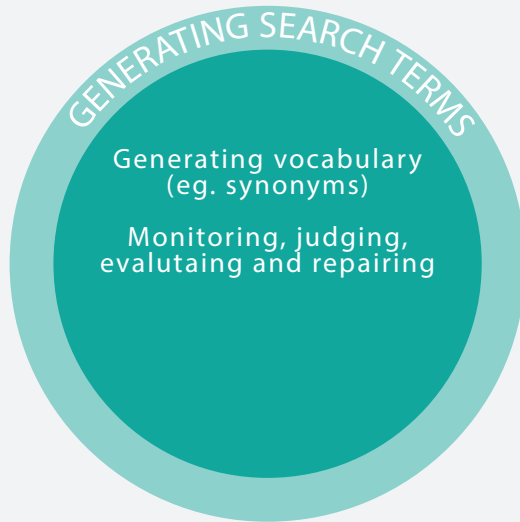 GENERATING SEARCH TERMS
Generating vocabulary
(eg. synonyms)
Monitoring, judging,
evalutaing and repairing